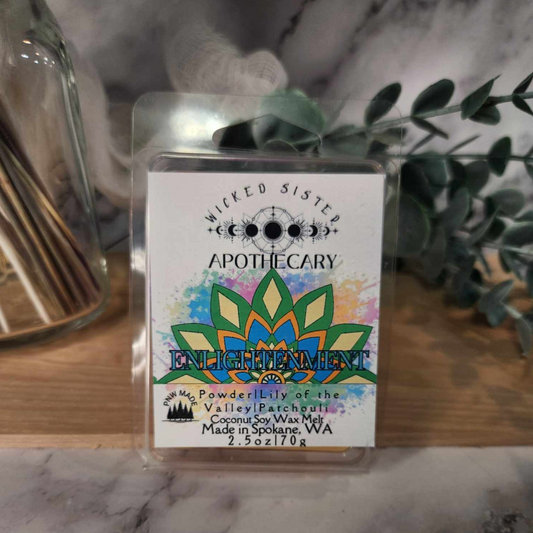 WICKED SISTER
APOTHECARY
ENLIGHTENMENT
Powder|Lily of the
Valley|Patchouli
PNW MADE
Coconut Soy Wax Melt
Made in Spokane, WA
2.5oz|70g